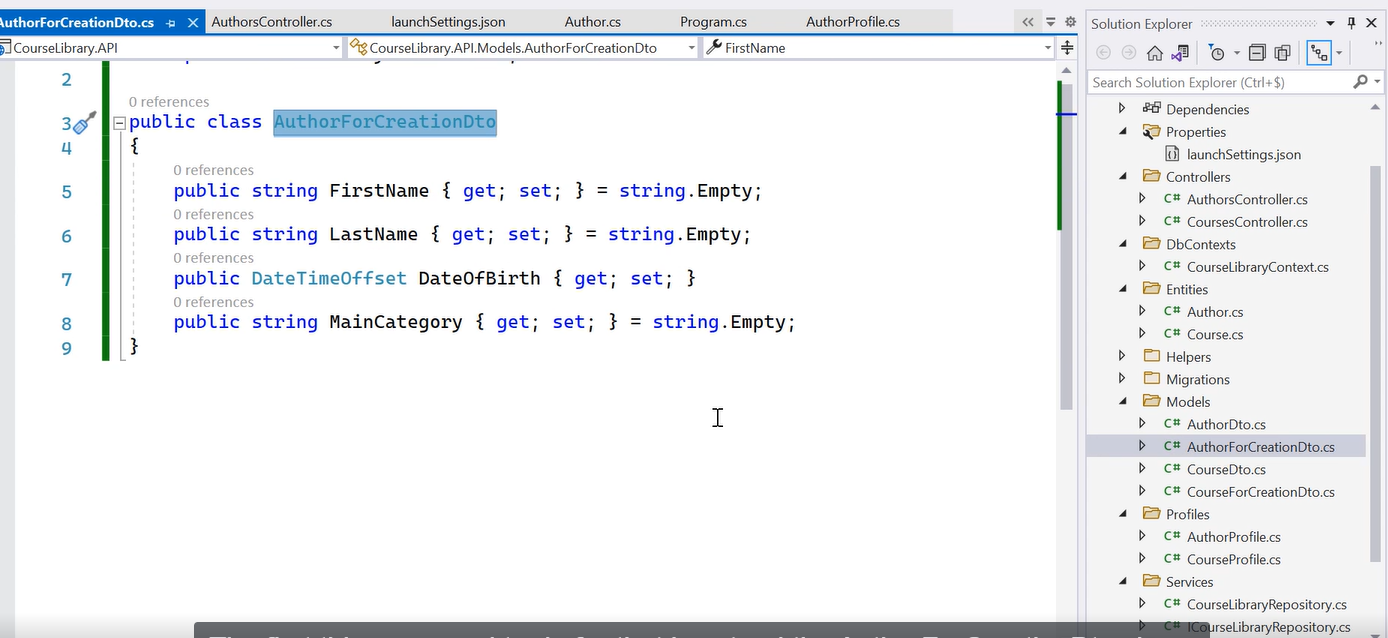 AuthorForCreationDto.cs
AuthorsController.cs
launchSettings.json
Author.cs
Program.cs
AuthorProfile.cs
CourseLibrary.API
CourseLibrary.API.Models.AuthorForCreationDto
FirstName
2
0 references
3 public class AuthorForCreationDto
4 {
0 references
5 public string FirstName { get; set; } = string.Empty;
0 references
6 public string LastName { get; set; } = string.Empty;
0 references
7 public DateTimeOffset DateOfBirth { get; set; }
0 references
8 public string MainCategory { get; set; } = string.Empty;
9 }
Solution Explorer
Search Solution Explorer (Ctrl+$)
Dependencies
Properties
launchSettings.json
Controllers
C# AuthorsController.cs
C# CoursesController.cs
DbContexts
C# CourseLibraryContext.cs
Entities
C# Author.cs
C# Course.cs
Helpers
Migrations
Models
C# AuthorDto.cs
C# AuthorForCreationDto.cs
C# CourseDto.cs
C# CourseForCreationDto.cs
Profiles
C# AuthorProfile.cs
C# CourseProfile.cs
Services
C# CourseLibraryRepository.cs
C# ICourseLibraryRepository.cs